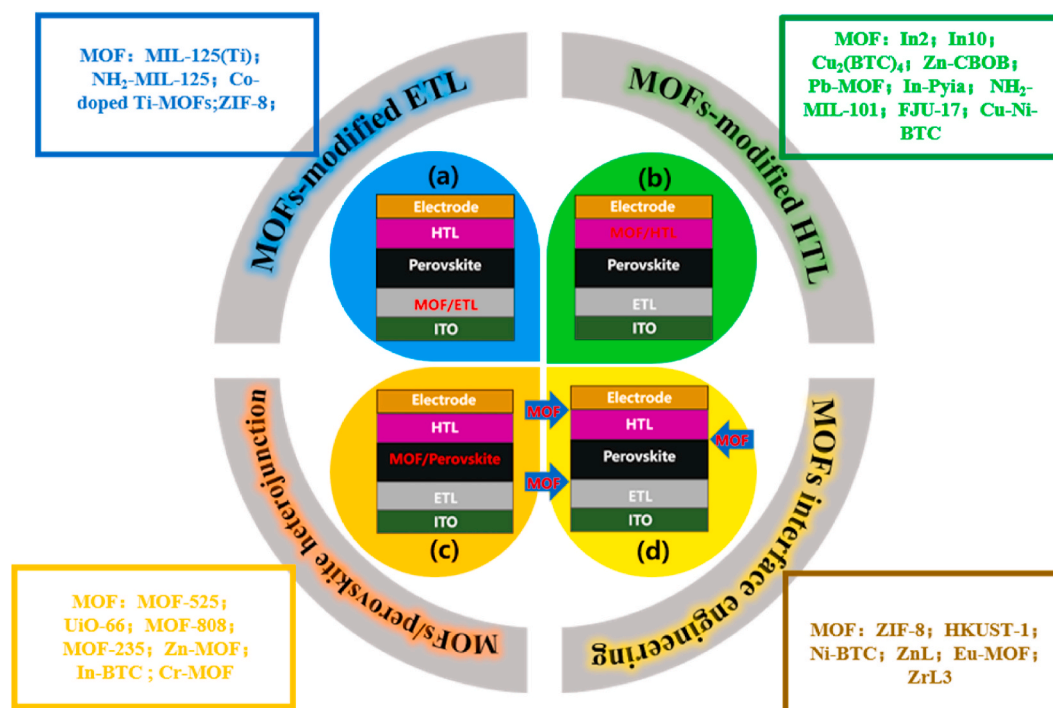 MOF: MIL-125(Ti);
NH₂-MIL-125; Co-
doped Ti-MOFs;ZIF-8;
MOF: In2; In10;
Cu₂(BTC)₄; Zn-CBOB;
Pb-MOF; In-Pyia; NH₂-
MIL-101; FJU-17; Cu-Ni-
BTC
MOFs-modified ETL
MOFs-modified HTL
(a)
Electrode
HTL
Perovskite
MOF/ETL
ITO
(b)
Electrode
MOF/HTL
Perovskite
ETL
ITO
Electrode
HTL
MOF/Perovskite
ETL
ITO
(c)
MOF
MOF
MOF
Electrode
HTL
Perovskite
ETL
ITO
(d)
MOFs/perovskite heterojunction
MOFs interface engineering
MOF: MOF-525;
UiO-66; MOF-808;
MOF-235; Zn-MOF;
In-BTC ; Cr-MOF
MOF: ZIF-8; HKUST-1;
Ni-BTC; ZnL; Eu-MOF;
ZrL3